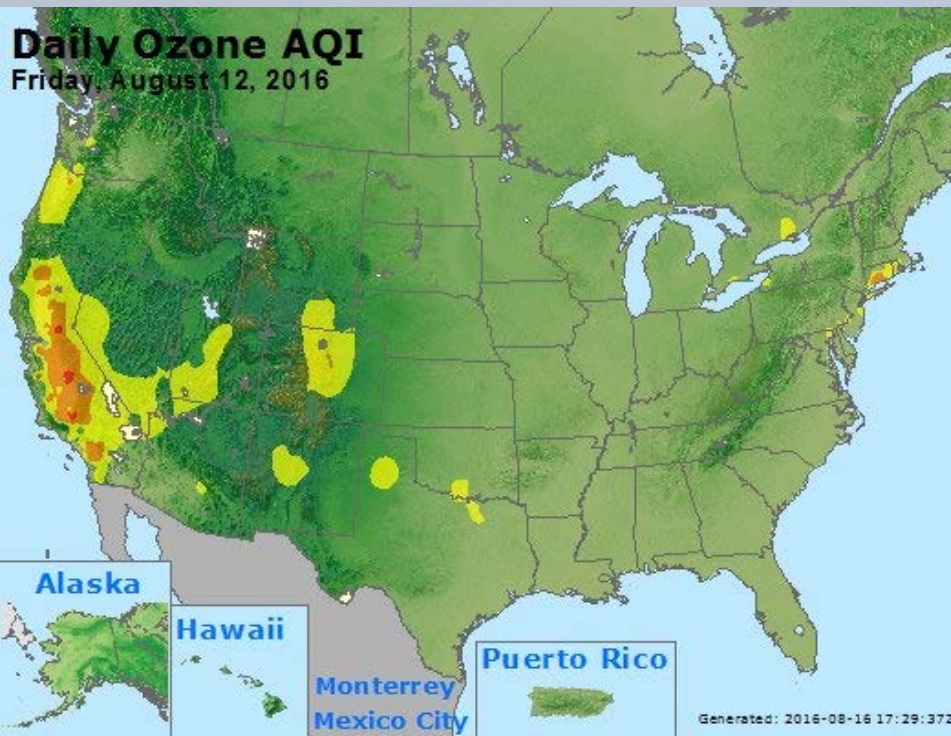 Daily Ozone AQI
Friday, August 12, 2016
Alaska
Hawaii
Monterrey
Mexico City
Puerto Rico
Generated: 2016-08-16 17:29:37Z